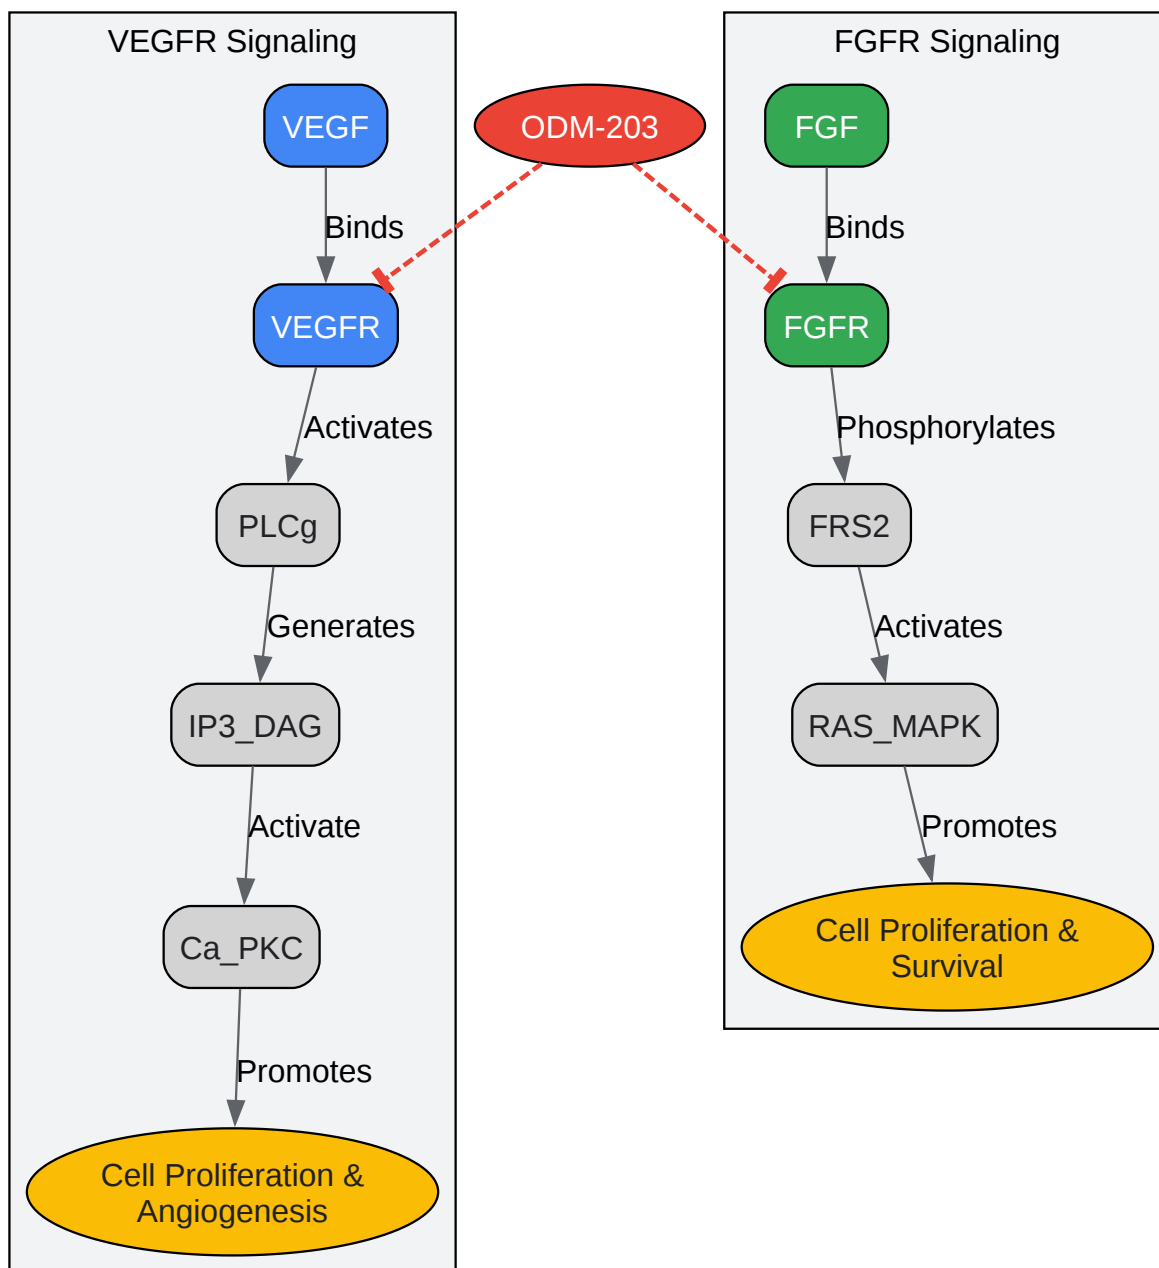 VEGFR Signaling
VEGF
Binds
VEGFR
Activates
PLCg
Generates
IP3_DAG
Activate
Ca_PKC
Promotes
Cell Proliferation &
Angiogenesis
ODM-203
FGFR Signaling
FGF
Binds
FGFR
Phosphorylates
FRS2
Activates
RAS_MAPK
Promotes
Cell Proliferation &
Survival